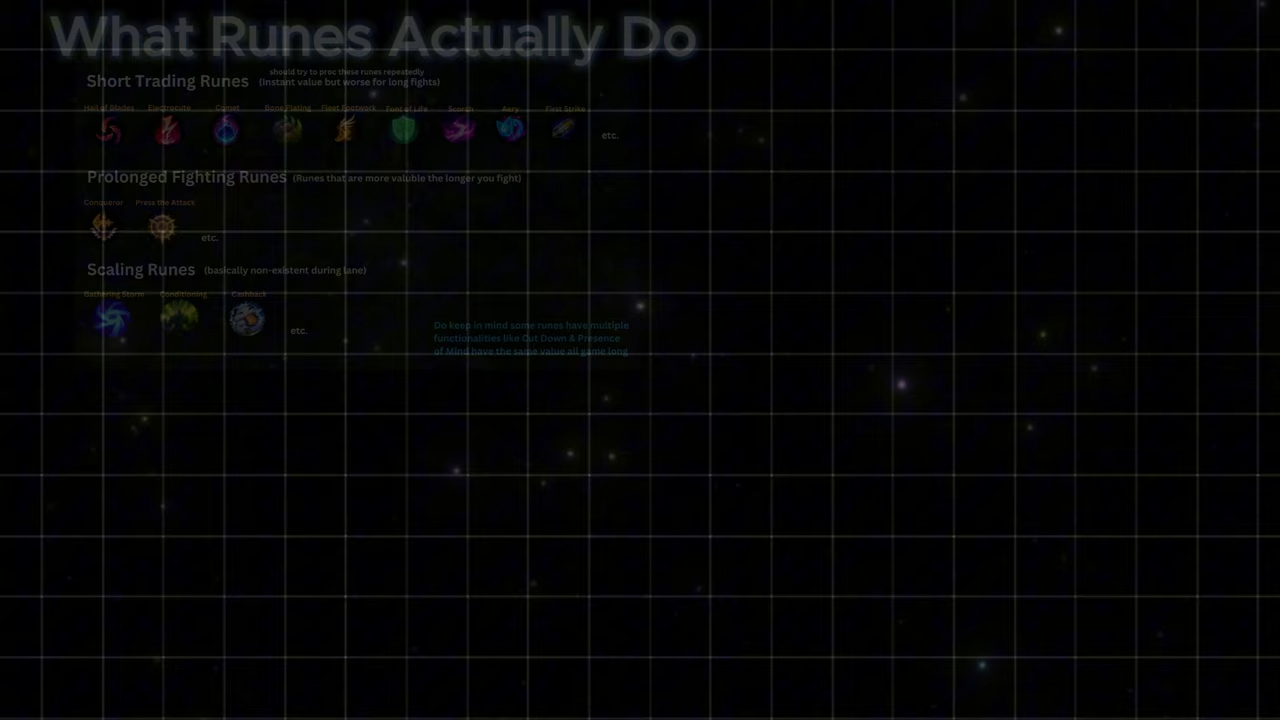 What Runes Actually Do
should try to proc these runes repeatedly
Short Trading Runes (instant value but worse for long fights)
Hail of Blades Electrocute Comet Bone Plating Fleet Footwork Font of Life Scorch Aery First Strike
etc.
Prolonged Fighting Runes (Runes that are more valuble the longer you fight)
Conqueror Press the Attack
etc.
Scaling Runes (basically non-existent during lane)
Gathering Storm Conditioning Cashback
etc.
Do keep in mind some runes have multiple
functionalities like Cut Down & Presence
of Mind have the same value all game long